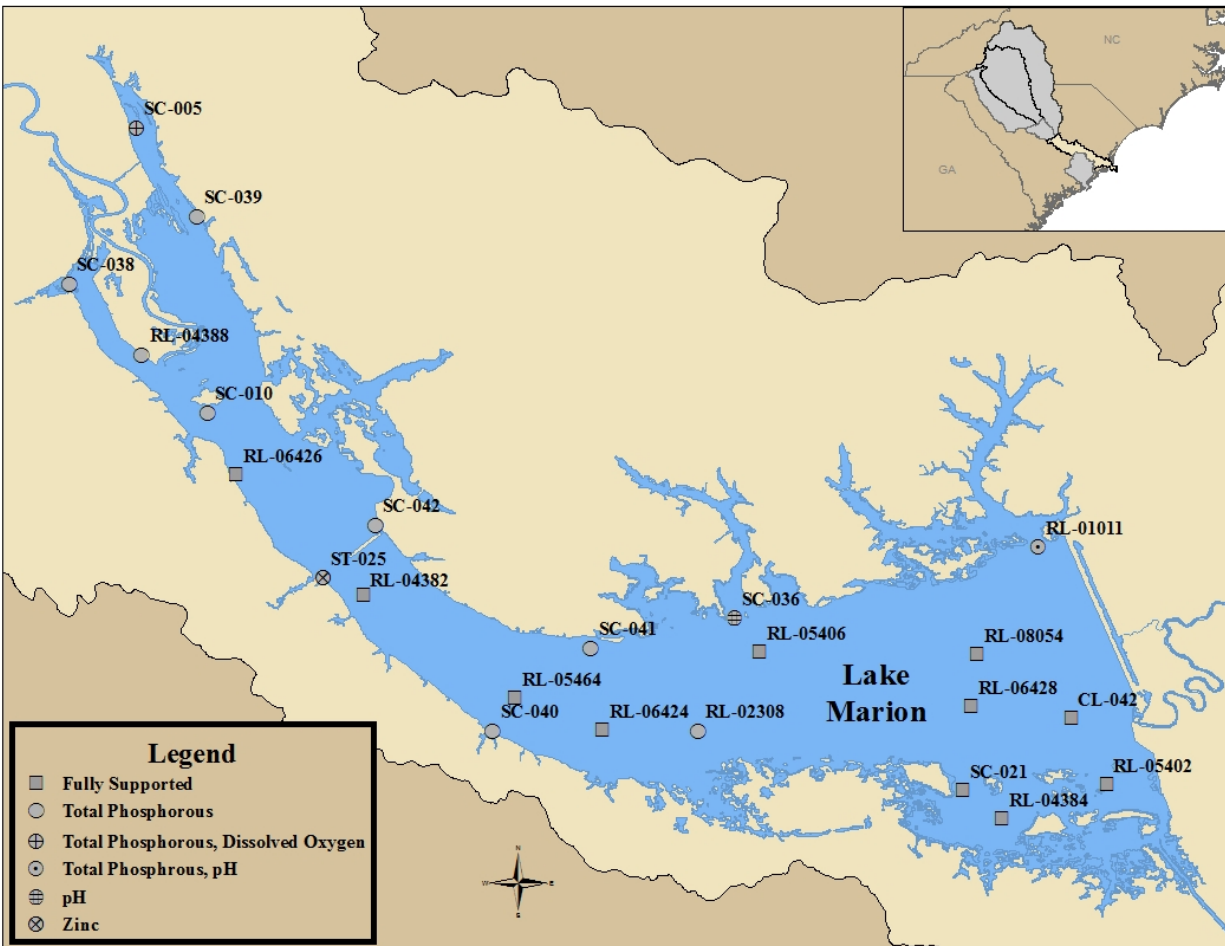 NC
GA
SC-005
SC-039
SC-038
RL-04388
SC-010
RL-06426
SC-042
ST-025
RL-04382
RL-01011
SC-036
SC-041
RL-05406
RL-08054
Lake
Marion
RL-05464
RL-06428
CL-042
SC-040
RL-06424
RL-02308
SC-021
RL-05402
RL-04384
Legend
Fully Supported
Total Phosphorous
Total Phosphorous, Dissolved Oxygen
Total Phosphrous, pH
pH
Zinc
N
W
E
S